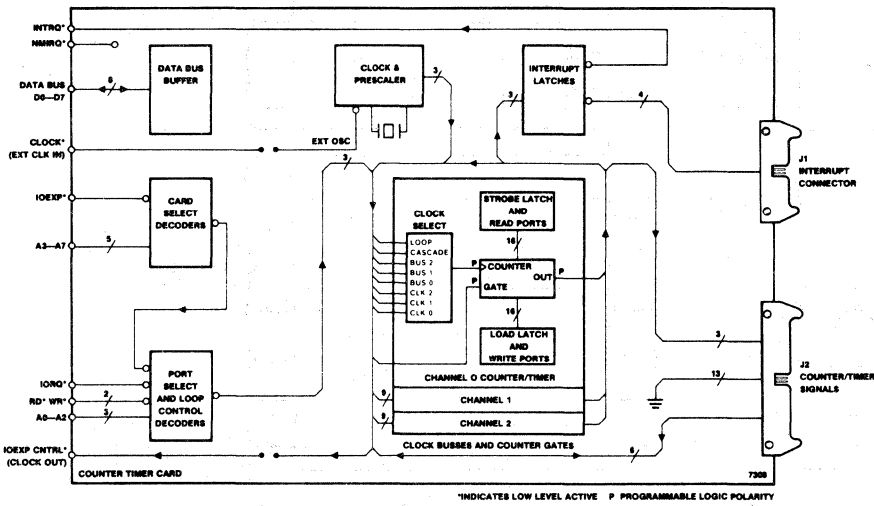 INTRQ*
NMIRQ*
DATA BUS
D0—D7
6
DATA BUS
BUFFER
CLOCK &
PRESCALER
3
INTERRUPT
LATCHES
3
4
CLOCK*
(EXT CLK IN)
EXT OSC
3
J1
INTERRUPT
CONNECTOR
IOEXP*
A3—A7
5
CARD
SELECT
DECODERS
CLOCK
SELECT
LOOP
CASCADE
BUS 2
BUS 1
BUS 0
CLK 2
CLK 1
CLK 0
STROBE LATCH
AND
READ PORTS
16
P
COUNTER
OUT
P
P
GATE
16
LOAD LATCH
AND
WRITE PORTS
CHANNEL 0 COUNTER/TIMER
9
CHANNEL 1
9
CHANNEL 2
CLOCK BUSSES AND COUNTER GATES
IORQ*
RD* WR*
2
A0—A2
3
PORT
SELECT
AND LOOP
CONTROL
DECODERS
3
13
6
J2
COUNTER/TIMER
SIGNALS
IOEXP CNTRL*
(CLOCK OUT)
COUNTER TIMER CARD
7308
*INDICATES LOW LEVEL ACTIVE P PROGRAMMABLE LOGIC POLARITY